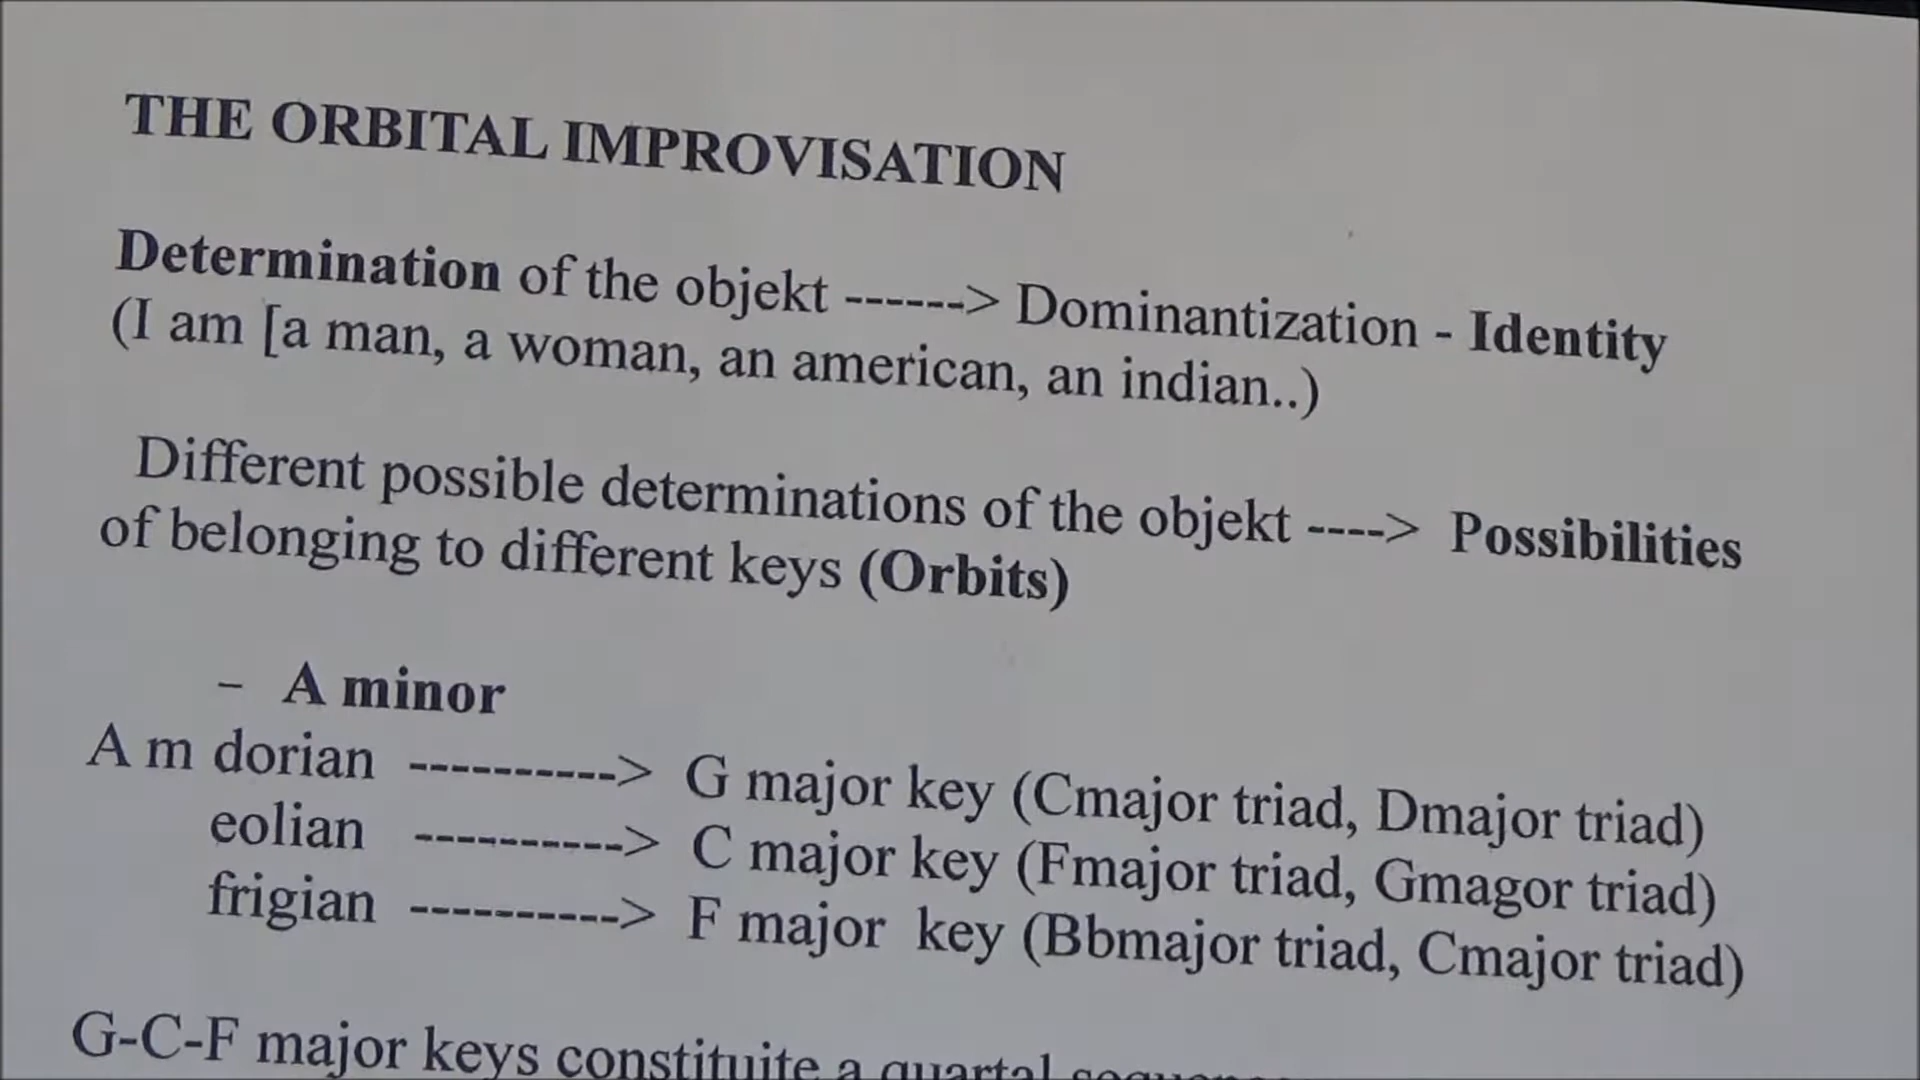 THE ORBITAL IMPROVISATION
Determination of the objekt ------> Dominantization - Identity
(I am [a man, a woman, an american, an indian..)
Different possible determinations of the objekt ----> Possibilities
of belonging to different keys (Orbits)
– A minor
A m dorian ----------> G major key (Cmajor triad, Dmajor triad)
eolian ----------> C major key (Fmajor triad, Gmagor triad)
frigian ----------> F major key (Bbmajor triad, Cmajor triad)
G-C-F major keys constituite a quartal